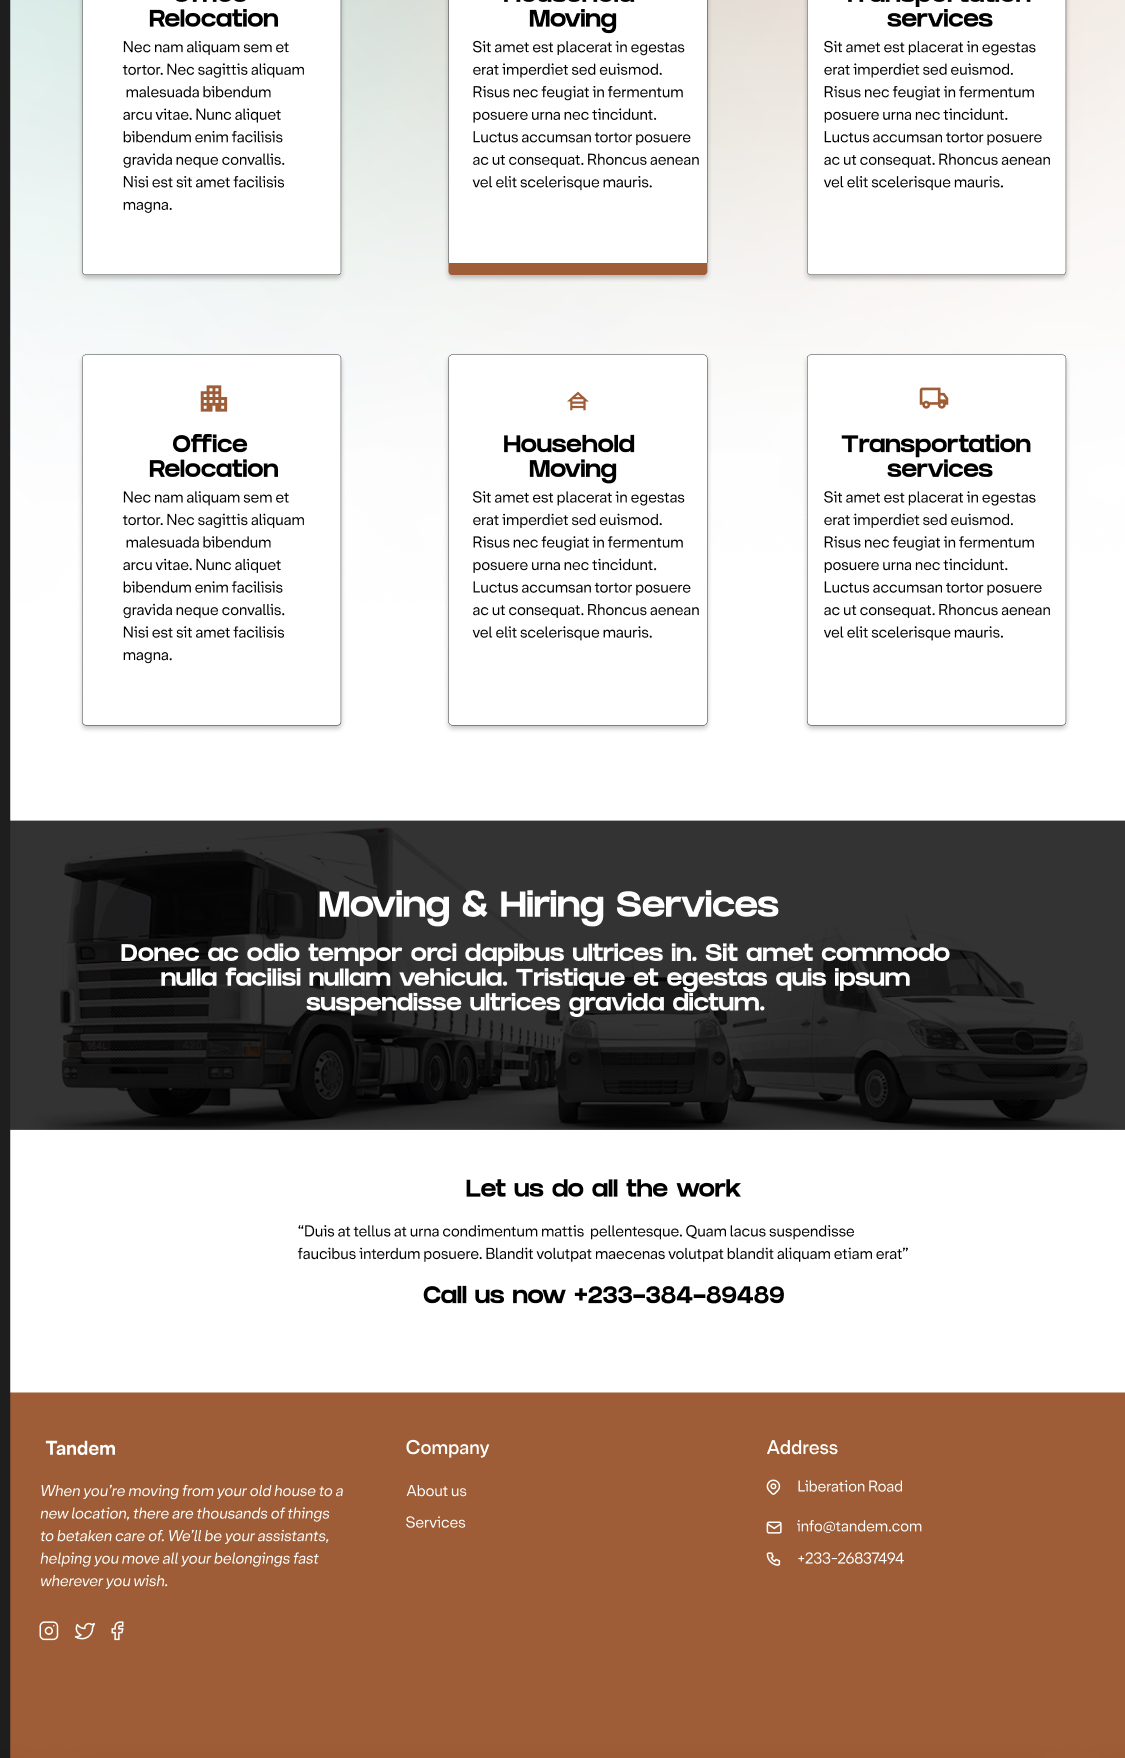 Office
Relocation
Nec nam aliquam sem et
tortor. Nec sagittis aliquam
malesuada bibendum
arcu vitae. Nunc aliquet
bibendum enim facilisis
gravida neque convallis.
Nisi est sit amet facilisis
magna.
Household
Moving
Sit amet est placerat in egestas
erat imperdiet sed euismod.
Risus nec feugiat in fermentum
posuere urna nec tincidunt.
Luctus accumsan tortor posuere
ac ut consequat. Rhoncus aenean
vel elit scelerisque mauris.
Transportation
services
Sit amet est placerat in egestas
erat imperdiet sed euismod.
Risus nec feugiat in fermentum
posuere urna nec tincidunt.
Luctus accumsan tortor posuere
ac ut consequat. Rhoncus aenean
vel elit scelerisque mauris.
Office
Relocation
Nec nam aliquam sem et
tortor. Nec sagittis aliquam
malesuada bibendum
arcu vitae. Nunc aliquet
bibendum enim facilisis
gravida neque convallis.
Nisi est sit amet facilisis
magna.
Household
Moving
Sit amet est placerat in egestas
erat imperdiet sed euismod.
Risus nec feugiat in fermentum
posuere urna nec tincidunt.
Luctus accumsan tortor posuere
ac ut consequat. Rhoncus aenean
vel elit scelerisque mauris.
Transportation
services
Sit amet est placerat in egestas
erat imperdiet sed euismod.
Risus nec feugiat in fermentum
posuere urna nec tincidunt.
Luctus accumsan tortor posuere
ac ut consequat. Rhoncus aenean
vel elit scelerisque mauris.
Moving & Hiring Services
Donec ac odio tempor orci dapibus ultrices in. Sit amet commodo
nulla facilisi nullam vehicula. Tristique et egestas quis ipsum
suspendisse ultrices gravida dictum.
Let us do all the work
“Duis at tellus at urna condimentum mattis  pellentesque. Quam lacus suspendisse
faucibus interdum posuere. Blandit volutpat maecenas volutpat blandit aliquam etiam erat”
Call us now +233-384-89489
Tandem
When you’re moving from your old house to a
new location, there are thousands of things
to betaken care of. We’ll be your assistants,
helping you move all your belongings fast
wherever you wish.
Company
About us
Services
Address
Liberation Road
info@tandem.com
+233-26837494